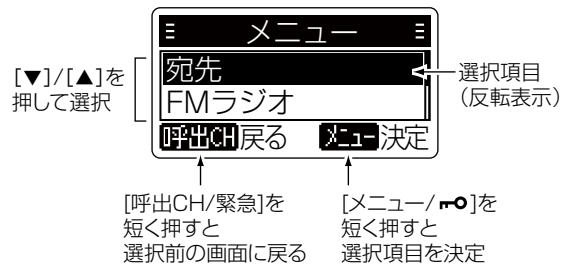 メニュー
[▼]/[▲]を
押して選択
宛先
FMラジオ
選択項目
（反転表示）
呼出CH 戻る メニュー 決定
[呼出CH/緊急]を
短く押すと
選択前の画面に戻る
[メニュー/]を
短く押すと
選択項目を決定